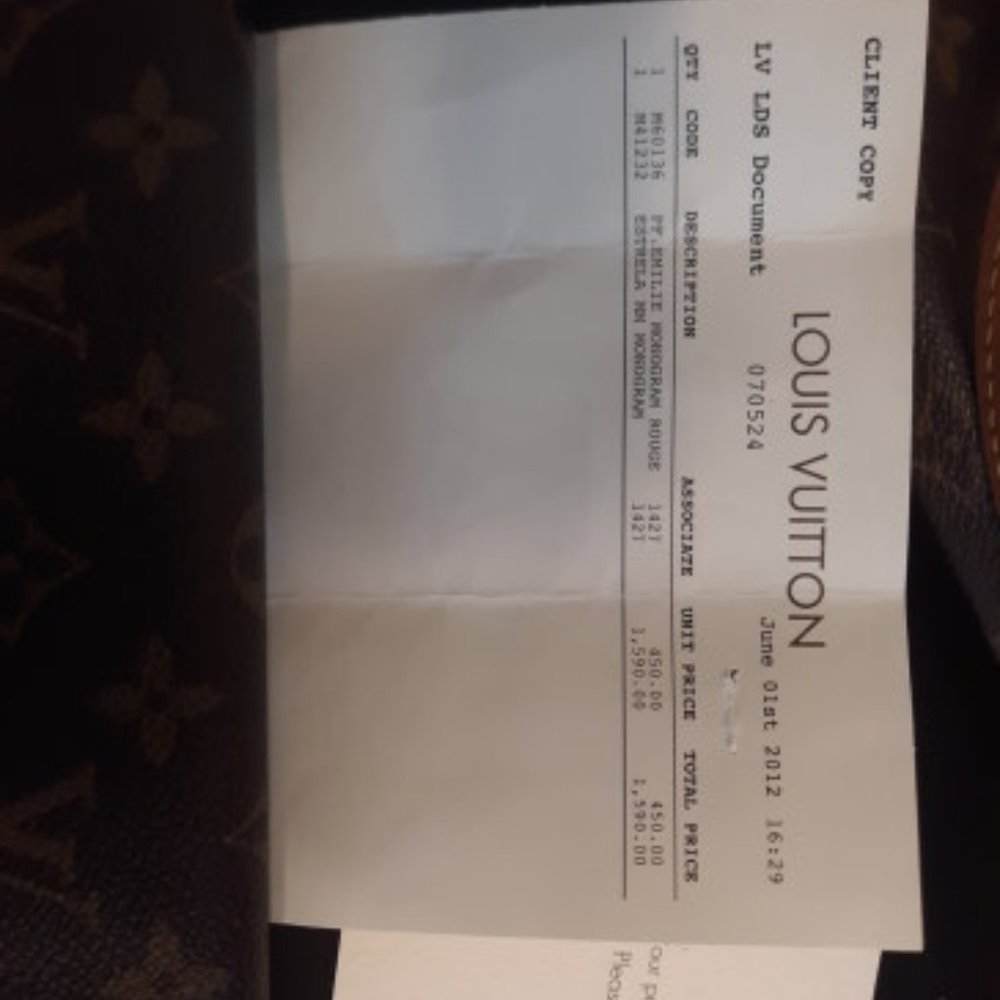 CLIENT COPY
LOUIS VUITTON
LV LDS Document 070524 June 01st 2012 16:29
QTY CODE DESCRIPTION ASSOCIATE UNIT PRICE TOTAL PRICE
1 M60136 PF.EMILIE MONOGRAM ROUGE 1421 450.00 450.00
1 M41232 ESTRELA MM MONOGRAM 1421 1,590.00 1,590.00
our
Pleas